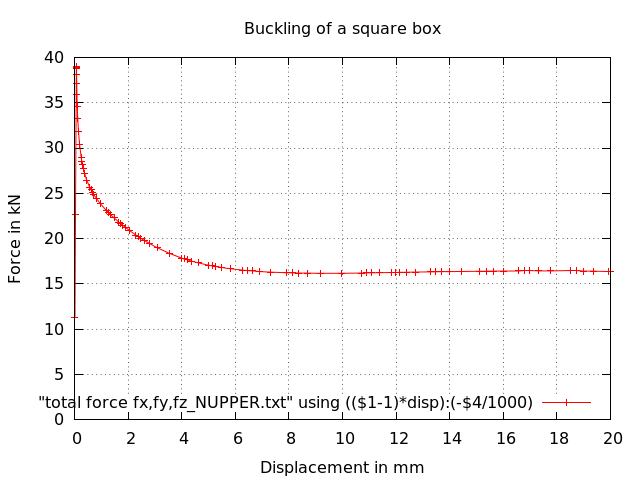 Buckling of a square box
Force in kN
40
35
30
25
20
15
10
5
0
"total force fx,fy,fz_NUPPER.txt" using (($1-1)*disp):(-$4/1000)
0 2 4 6 8 10 12 14 16 18 20
Displacement in mm